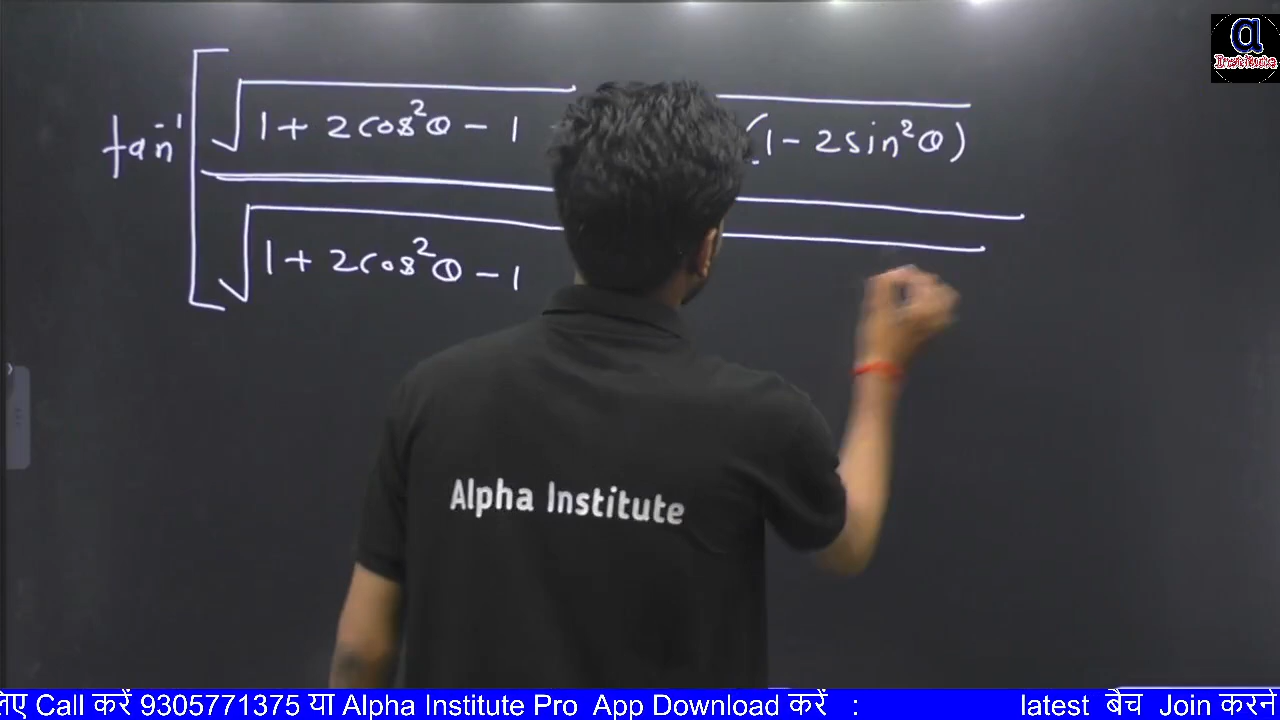 α
Institute
tan⁻¹ [ √(1 + 2cos²θ - 1 (1 - 2sin²θ)
√(1 + 2cos²θ - 1
Alpha Institute
लिए Call करें 9305771375 या Alpha Institute Pro App Download करें : latest बैच Join करने